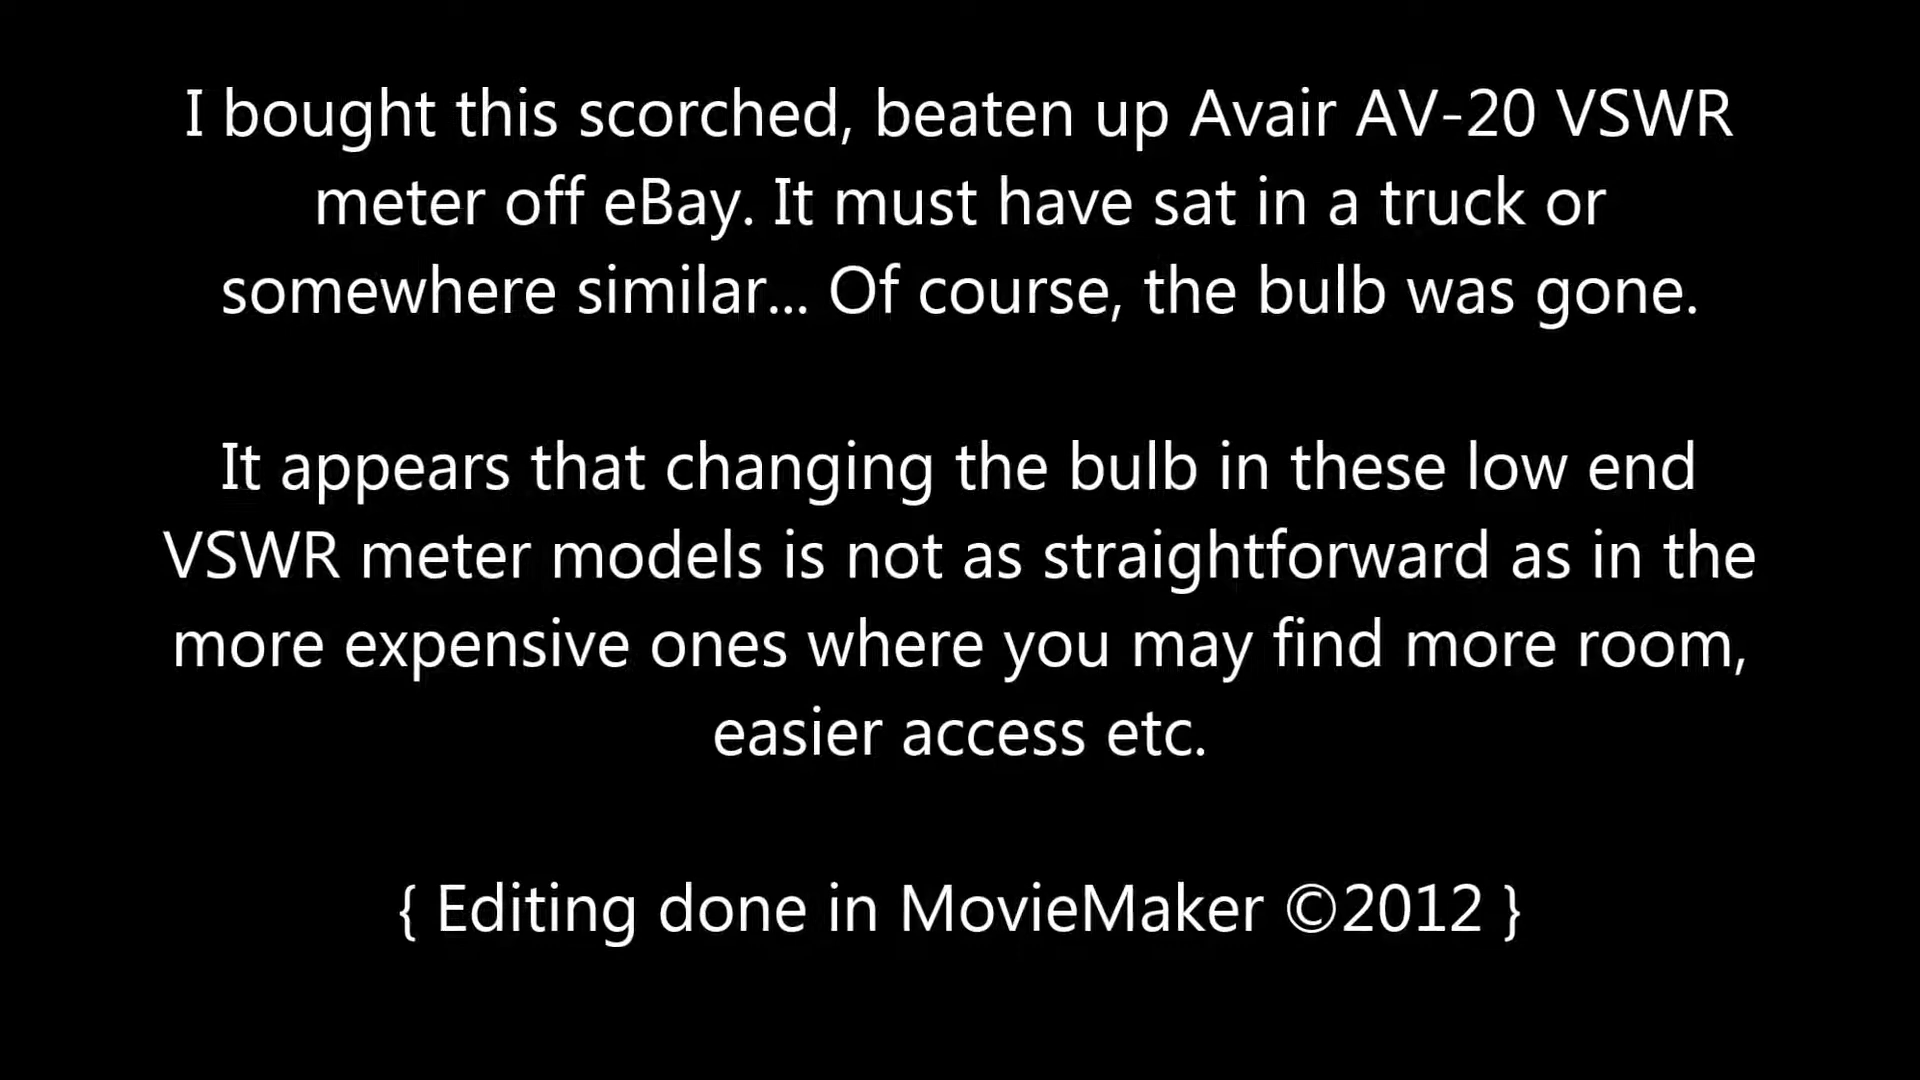 I bought this scorched, beaten up Avair AV-20 VSWR
meter off eBay. It must have sat in a truck or
somewhere similar... Of course, the bulb was gone.
It appears that changing the bulb in these low end
VSWR meter models is not as straightforward as in the
more expensive ones where you may find more room,
easier access etc.
{ Editing done in MovieMaker ©2012 }